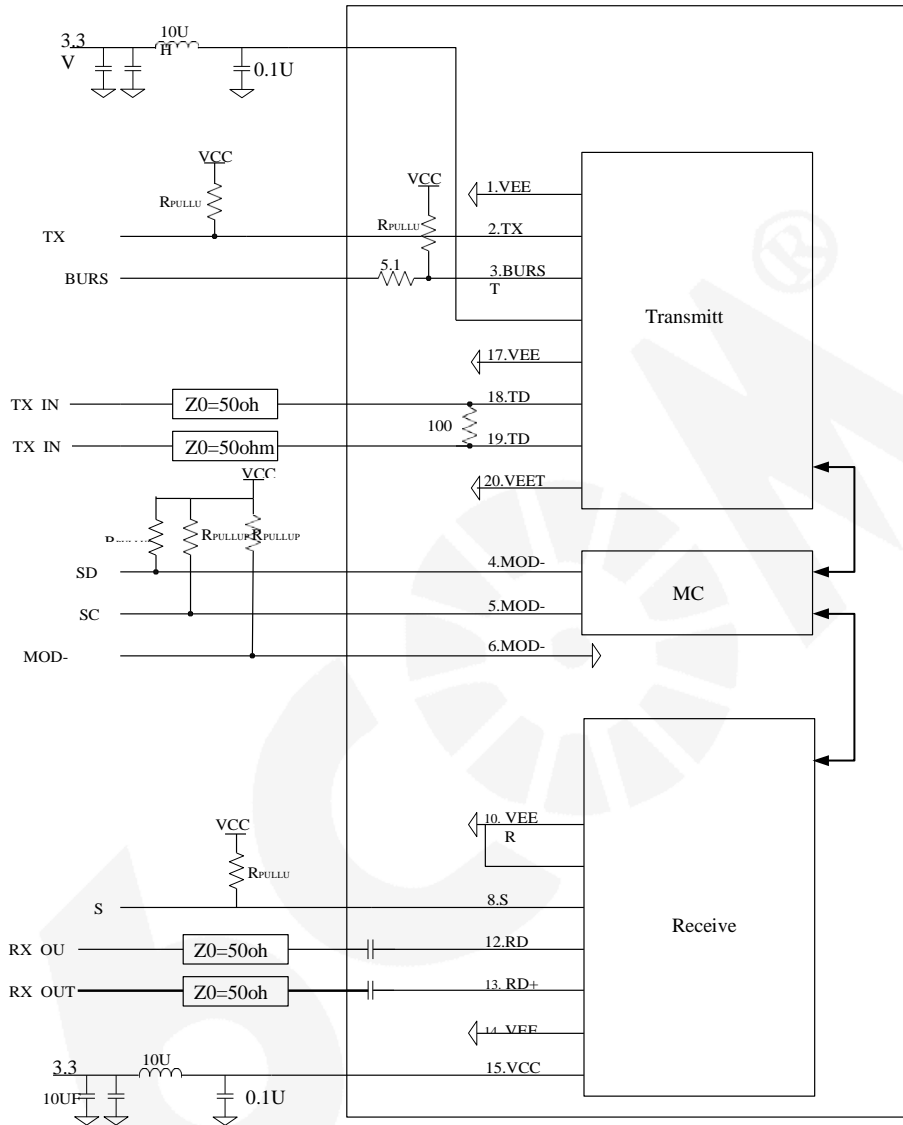 3.3
V
10U
H
0.1U
VCC
RPULLU
VCC
RPULLU
1.VEE
TX
2.TX
BURS
5.1
3.BURS
T
Transmitt
17.VEE
TX IN
Z0=50oh
18.TD
100
TX IN
Z0=50ohm
19.TD
VCC
20.VEET
RPULLUP
RPULLUP
SD
4.MOD-
MC
SC
5.MOD-
MOD-
6.MOD-
VCC
10. VEE
R
RPULLU
S
8.S
Receive
RX OU
Z0=50oh
12.RD
RX OUT
Z0=50oh
13. RD+
14. VEE
3.3
10U
15.VCC
10UF
0.1U
®